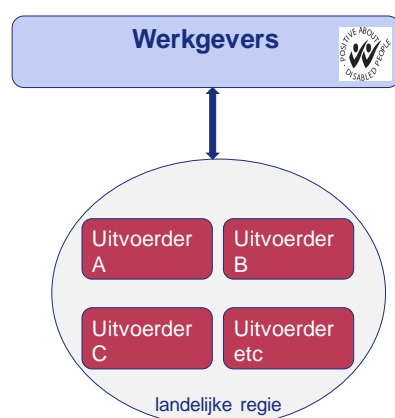 Werkgevers
POSITIVE ABOUT
DISABLED PEOPLE
Uitvoerder
A
Uitvoerder
B
Uitvoerder
C
Uitvoerder
etc
landelijke regie